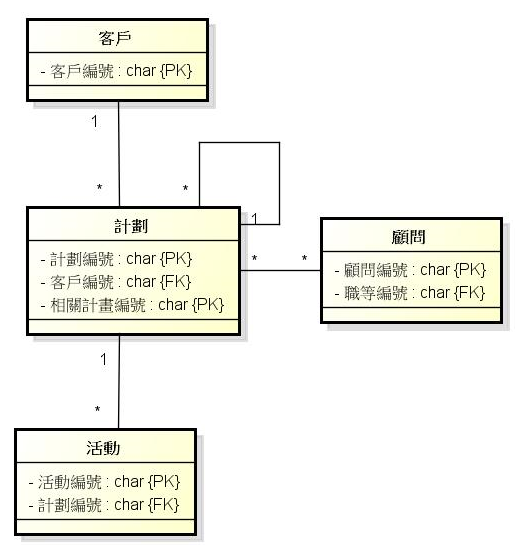 客戶
- 客戶編號 : char {PK}
1
*
*
1
計劃
- 計劃編號 : char {PK}
- 客戶編號 : char {FK}
- 相關計畫編號 : char {PK}
*
*
顧問
- 顧問編號 : char {PK}
- 職等編號 : char {FK}
1
*
活動
- 活動編號 : char {PK}
- 計劃編號 : char {FK}